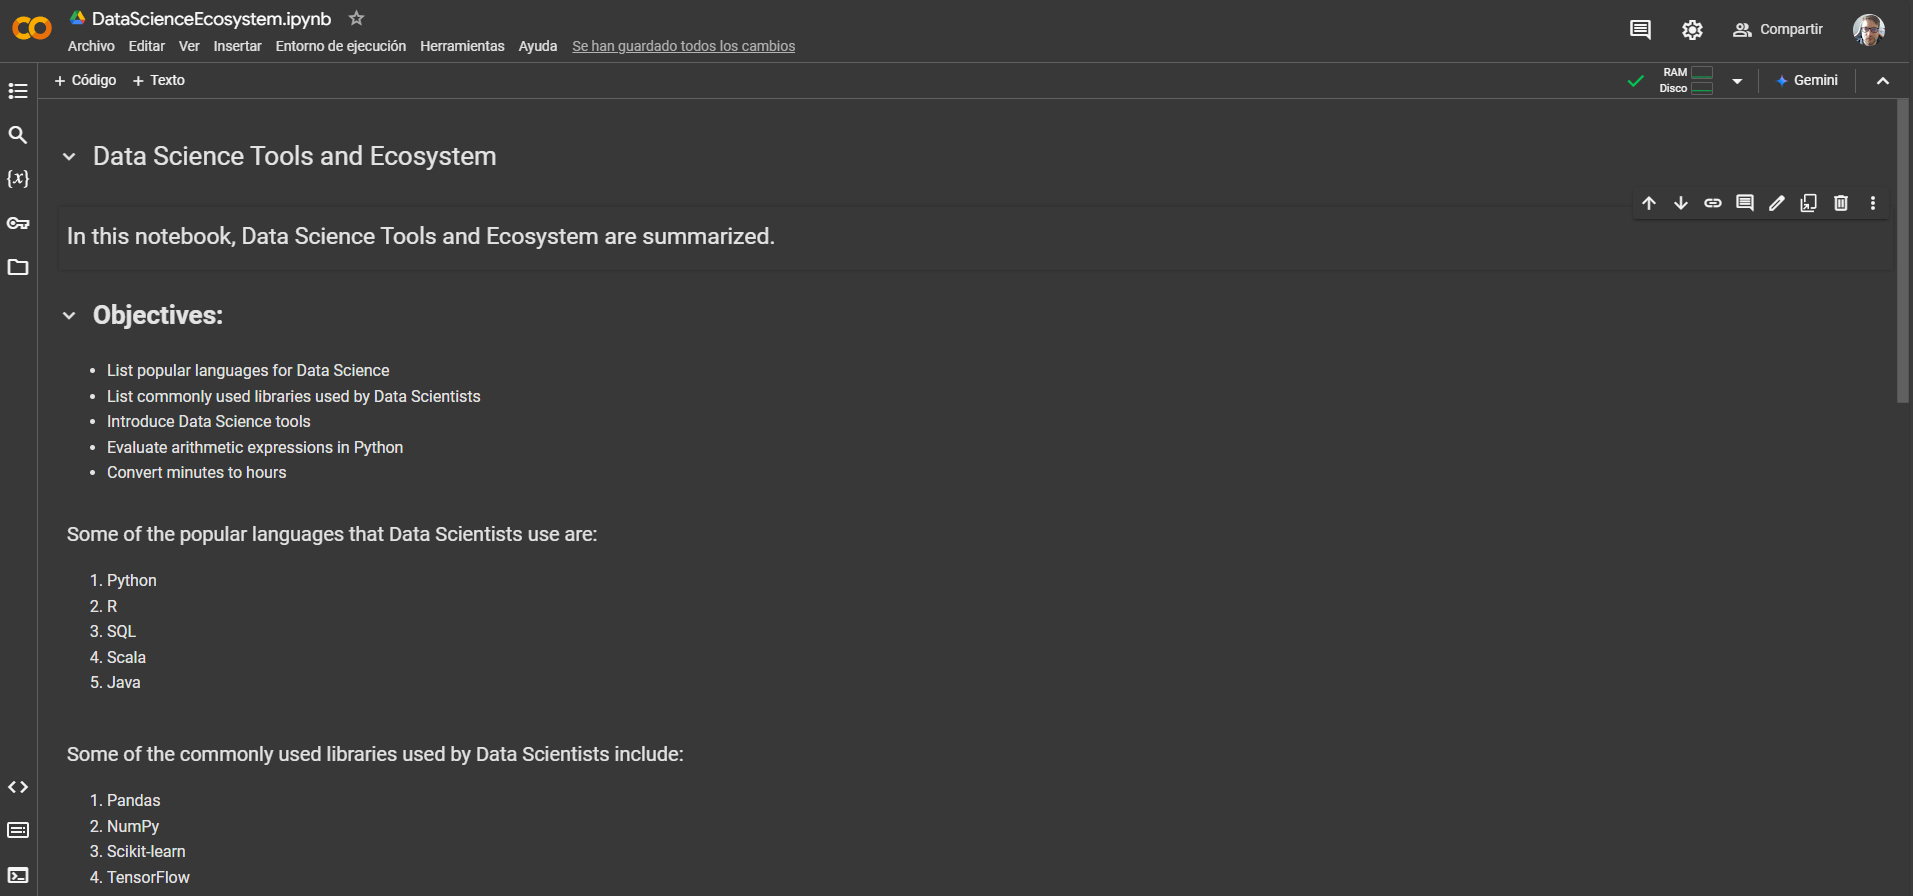 DataScienceEcosystem.ipynb
Archivo Editar Ver Insertar Entorno de ejecución Herramientas Ayuda Se han guardado todos los cambios
Compartir
+ Código + Texto
RAM
Disco
Gemini
{x}
Data Science Tools and Ecosystem
In this notebook, Data Science Tools and Ecosystem are summarized.
Objectives:
• List popular languages for Data Science
• List commonly used libraries used by Data Scientists
• Introduce Data Science tools
• Evaluate arithmetic expressions in Python
• Convert minutes to hours
Some of the popular languages that Data Scientists use are:
1. Python
2. R
3. SQL
4. Scala
5. Java
Some of the commonly used libraries used by Data Scientists include:
1. Pandas
2. NumPy
3. Scikit-learn
4. TensorFlow